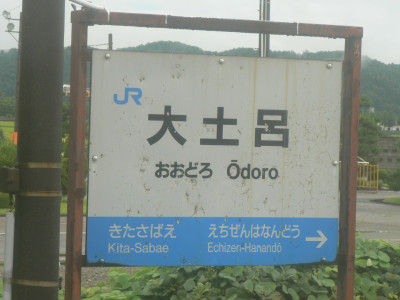 JR
大土呂
おおどろ Ōdoro
きたさばえ えちぜんはなんどう
Kita-Sabae Echizen-Hanandō →